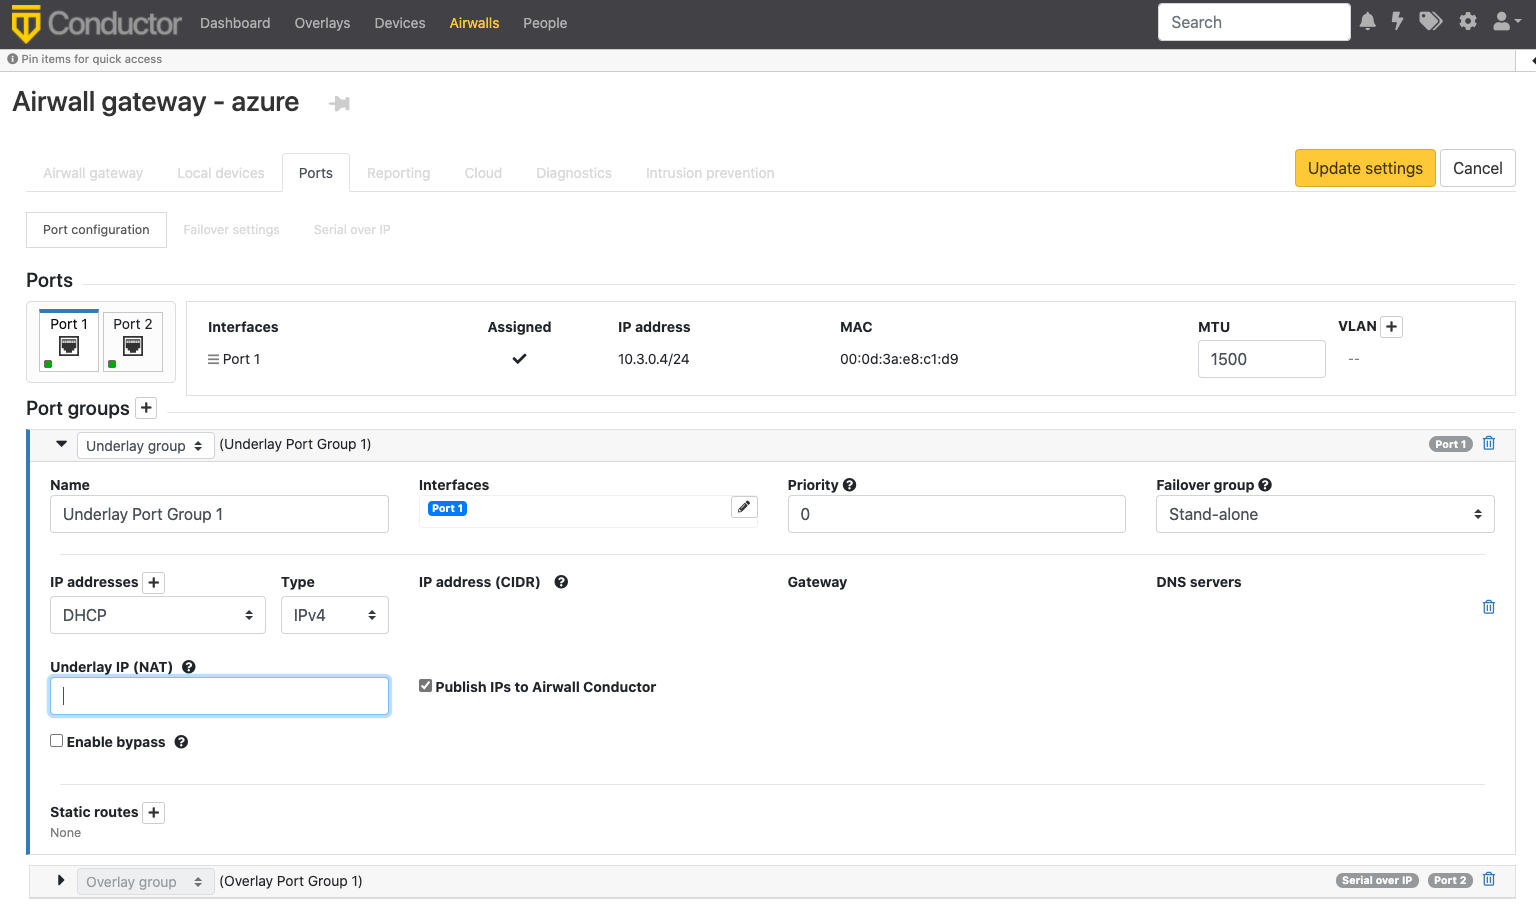 Conductor Dashboard Overlays Devices Airwalls People Search
Pin items for quick access
Airwall gateway - azure
Airwall gateway Local devices Ports Reporting Cloud Diagnostics Intrusion prevention Update settings Cancel
Port configuration Failover settings Serial over IP
Ports
Port 1 Port 2
Interfaces Assigned IP address MAC MTU VLAN +
Port 1 10.3.0.4/24 00:0d:3a:e8:c1:d9 1500 --
Port groups +
Underlay group (Underlay Port Group 1) Port 1
Name Interfaces Priority ? Failover group ?
Underlay Port Group 1 Port 1 0 Stand-alone
IP addresses + Type IP address (CIDR) ? Gateway DNS servers
DHCP IPv4
Underlay IP (NAT) ?
Publish IPs to Airwall Conductor
Enable bypass ?
Static routes +
None
Overlay group (Overlay Port Group 1) Serial over IP Port 2